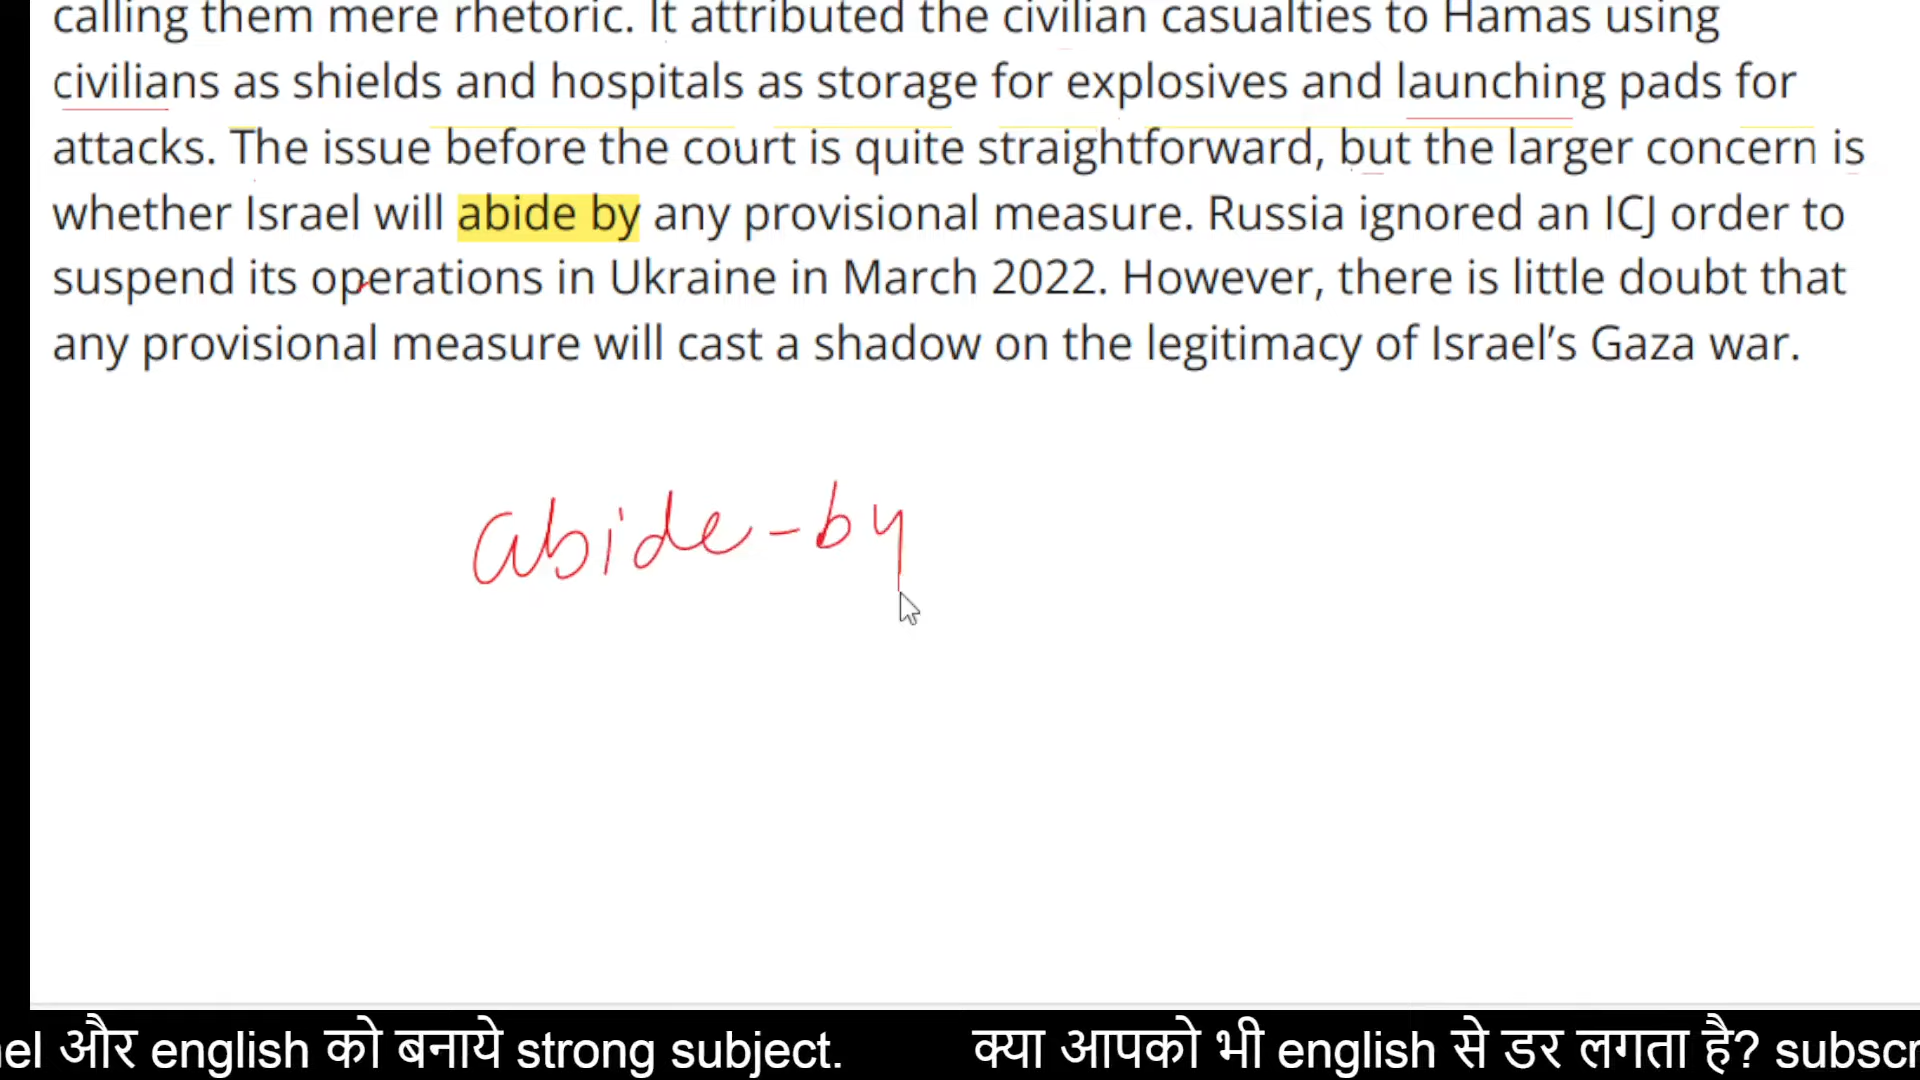 calling them mere rhetoric. It attributed the civilian casualties to Hamas using
civilians as shields and hospitals as storage for explosives and launching pads for
attacks. The issue before the court is quite straightforward, but the larger concern is
whether Israel will abide by any provisional measure. Russia ignored an ICJ order to
suspend its operations in Ukraine in March 2022. However, there is little doubt that
any provisional measure will cast a shadow on the legitimacy of Israel’s Gaza war.
abide-by
और english को बनाये strong subject. क्या आपको भी english से डर लगता है?